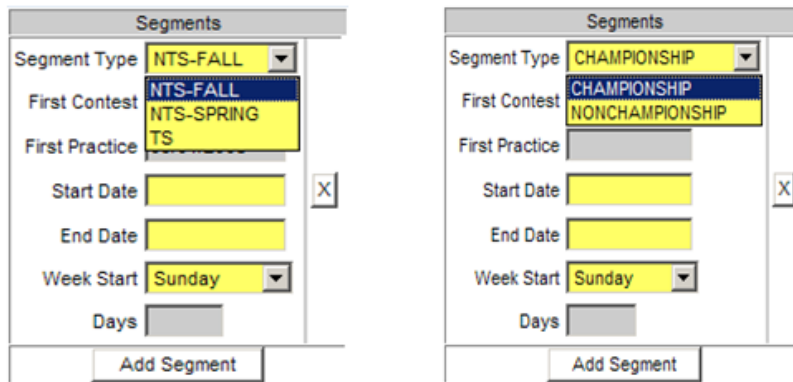 Segments
Segment Type NTS-FALL
NTS-FALL
First Contest
NTS-SPRING
TS
First Practice
Start Date
X
End Date
Week Start Sunday
Days
Add Segment
Segments
Segment Type CHAMPIONSHIP
CHAMPIONSHIP
First Contest
NONCHAMPIONSHIP
First Practice
Start Date
X
End Date
Week Start Sunday
Days
Add Segment